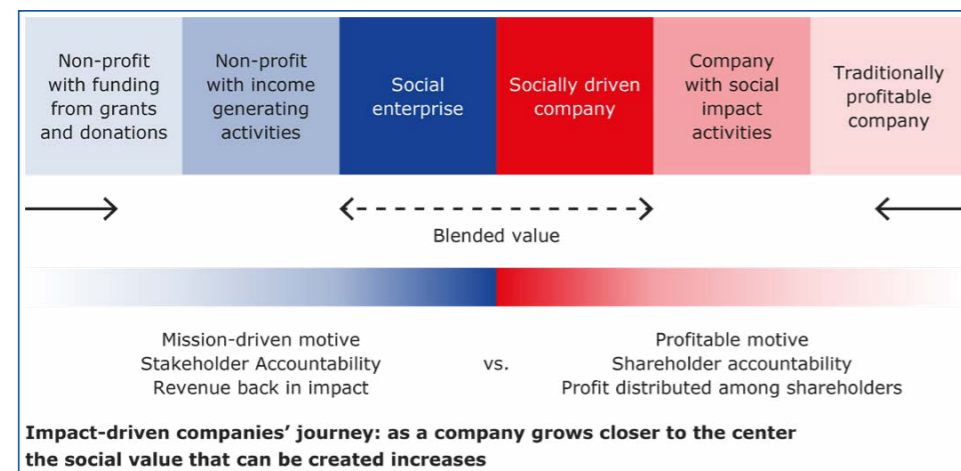 Non-profit
with funding
from grants
and donations
Non-profit
with income
generating
activities
Social
enterprise
Socially driven
company
Company
with social
impact
activities
Traditionally
profitable
company
Blended value
Mission-driven motive
Stakeholder Accountability
Revenue back in impact
vs.
Profitable motive
Shareholder accountability
Profit distributed among shareholders
Impact-driven companies’ journey: as a company grows closer to the center
the social value that can be created increases